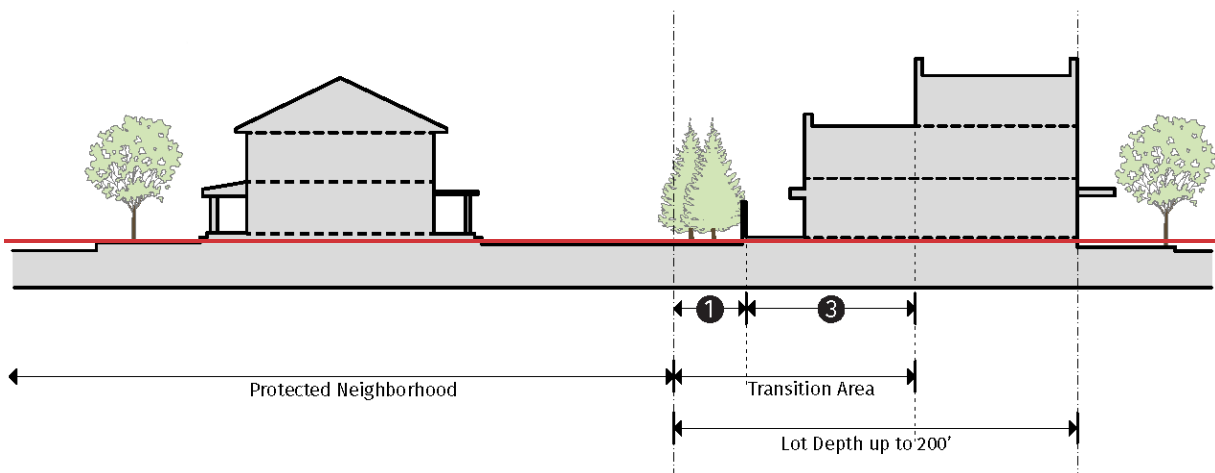 1
3
Protected Neighborhood
Transition Area
Lot Depth up to 200'